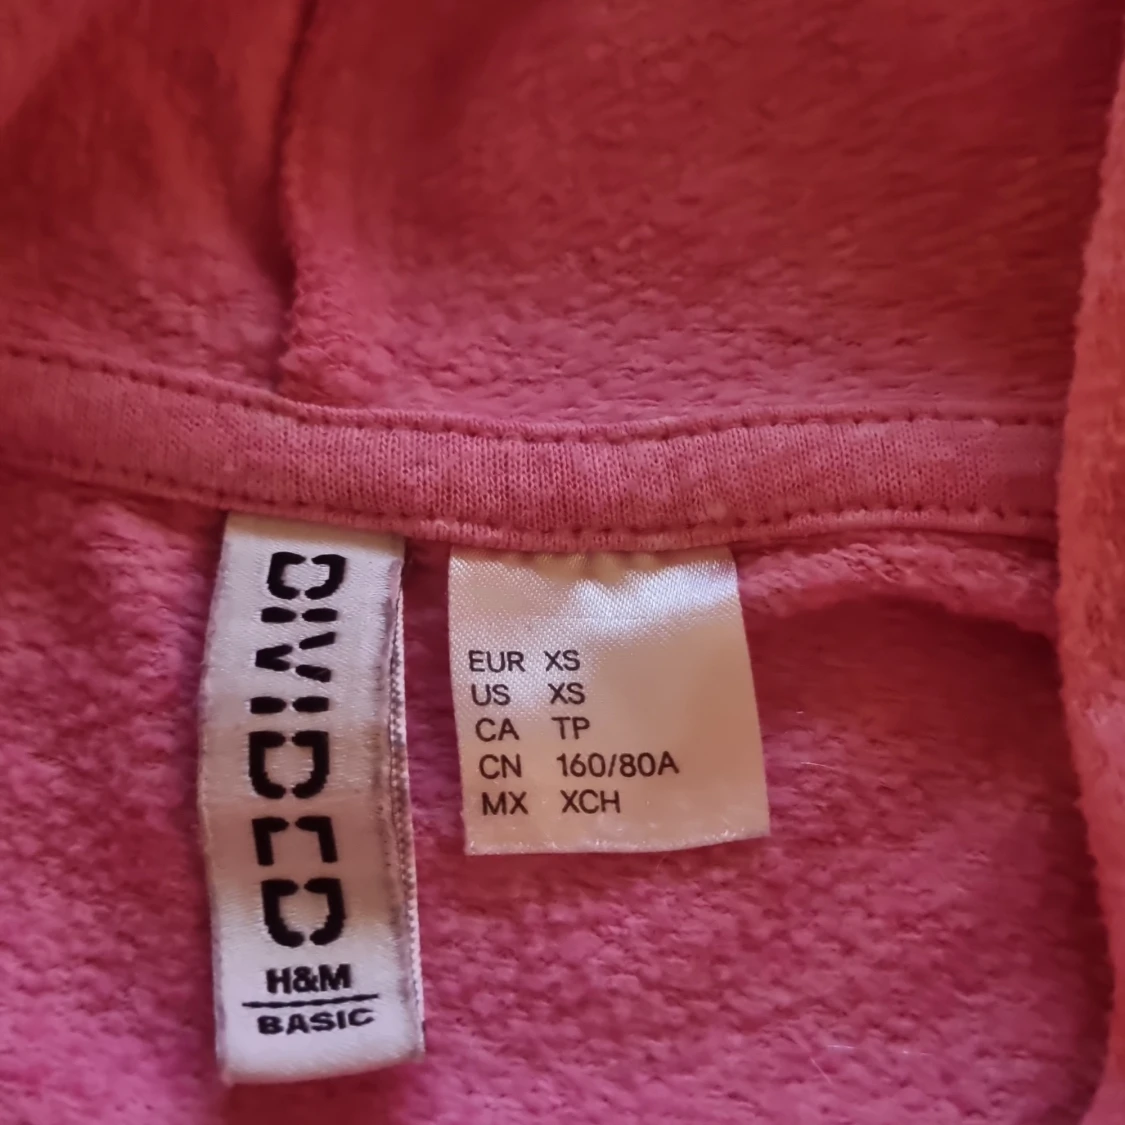 DIVIDED
H&M
BASIC
EUR XS
US XS
CA TP
CN 160/80A
MX XCH